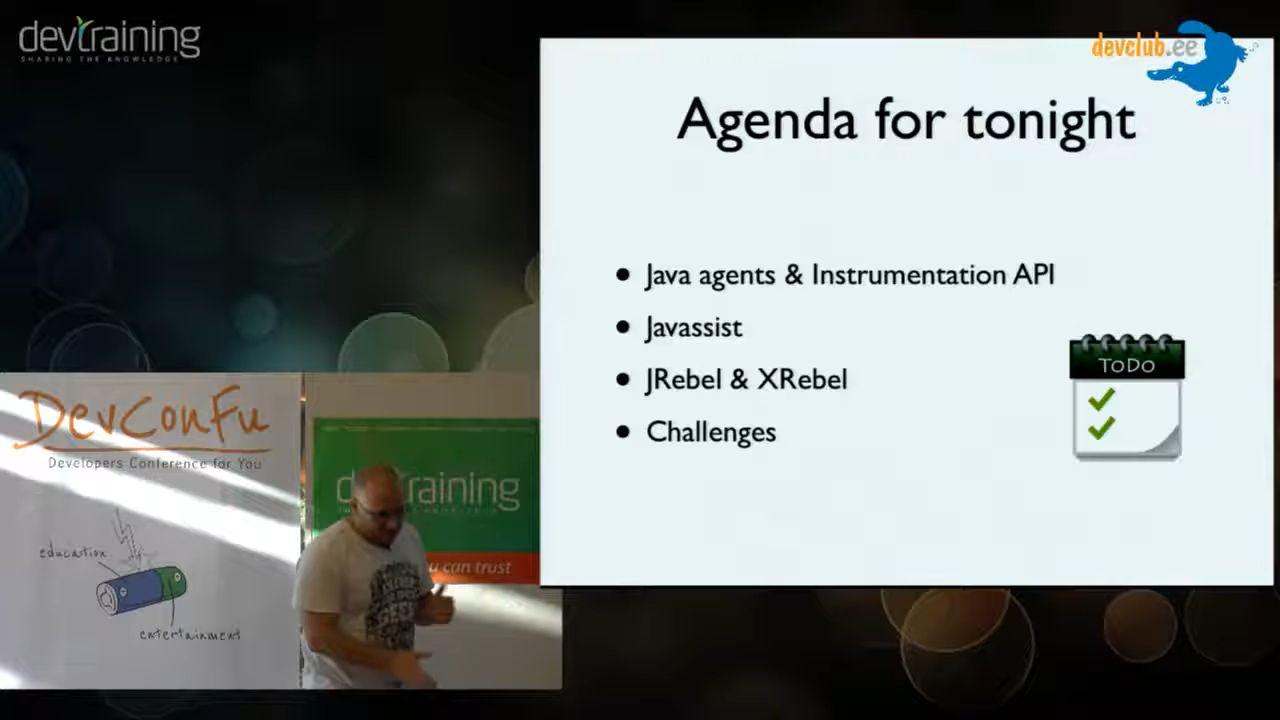 devtraining
SHARING THE KNOWLEDGE
devclub.ee
Agenda for tonight
• Java agents & Instrumentation API
• Javassist
• JRebel & XRebel
• Challenges
ToDo
DevConFu
Developers Conference for You
education
entertainment
raining
u can trust